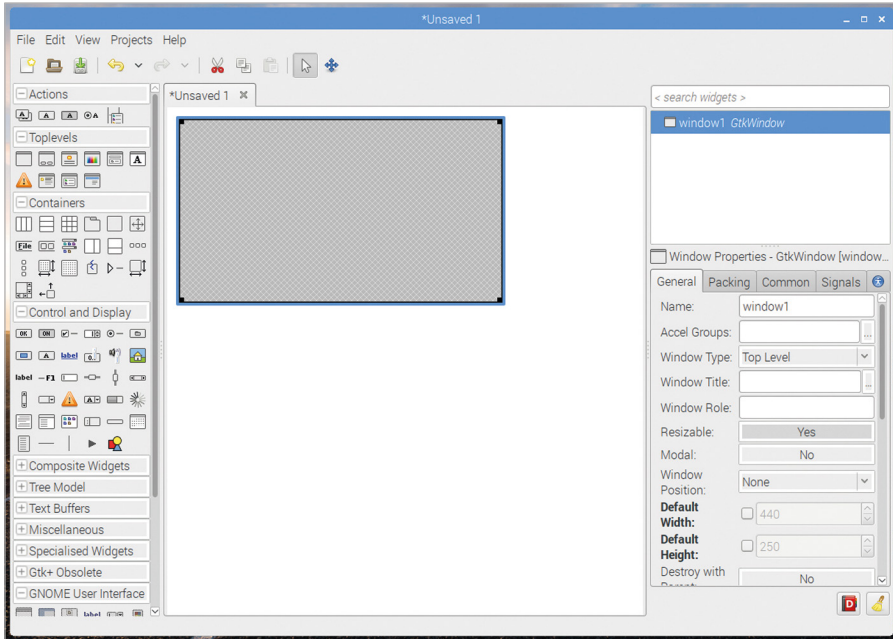 *Unsaved 1
File Edit View Projects Help
Actions
*Unsaved 1
< search widgets >
window1 GtkWindow
Toplevels
Containers
File
Window Properties - GtkWindow [window...
General Packing Common Signals
Name: window1
Accel Groups: ...
Window Type: Top Level
Window Title: ...
Window Role:
Resizable: Yes
Modal: No
Window Position: None
Default Width: 440
Default Height: 250
Destroy with
No
Control and Display
OK ON
A label
label
Composite Widgets
Tree Model
Text Buffers
Miscellaneous
Specialised Widgets
Gtk+ Obsolete
GNOME User Interface
label
D